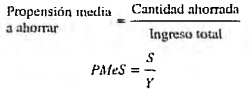 Propensión media a ahorrar = Cantidad ahorrada / Ingreso total
PMeS = S / Y